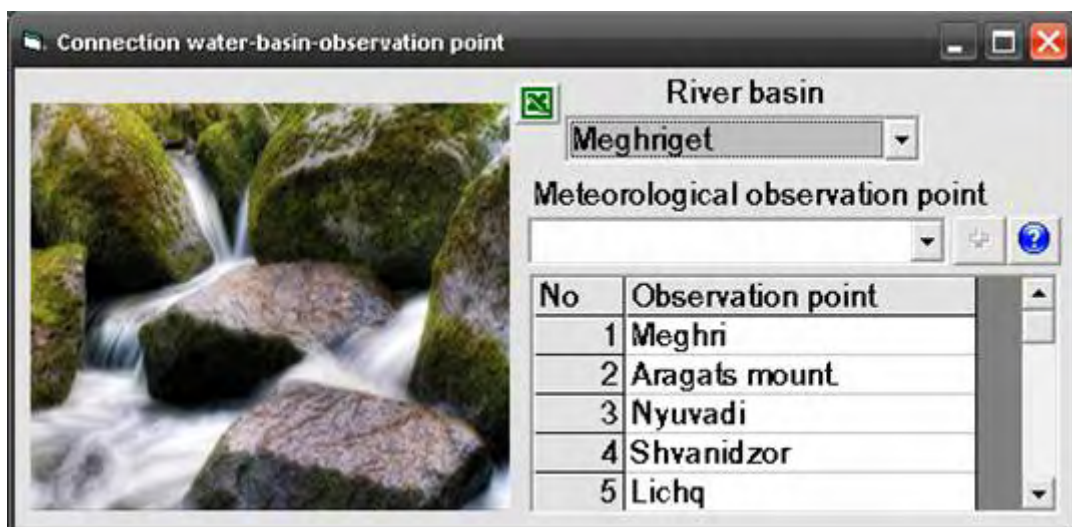 Connection water-basin-observation point
River basin
Meghriget
Meteorological observation point
No Observation point
1 Meghri
2 Aragats mount.
3 Nyuvadi
4 Shvanidzor
5 Lichq